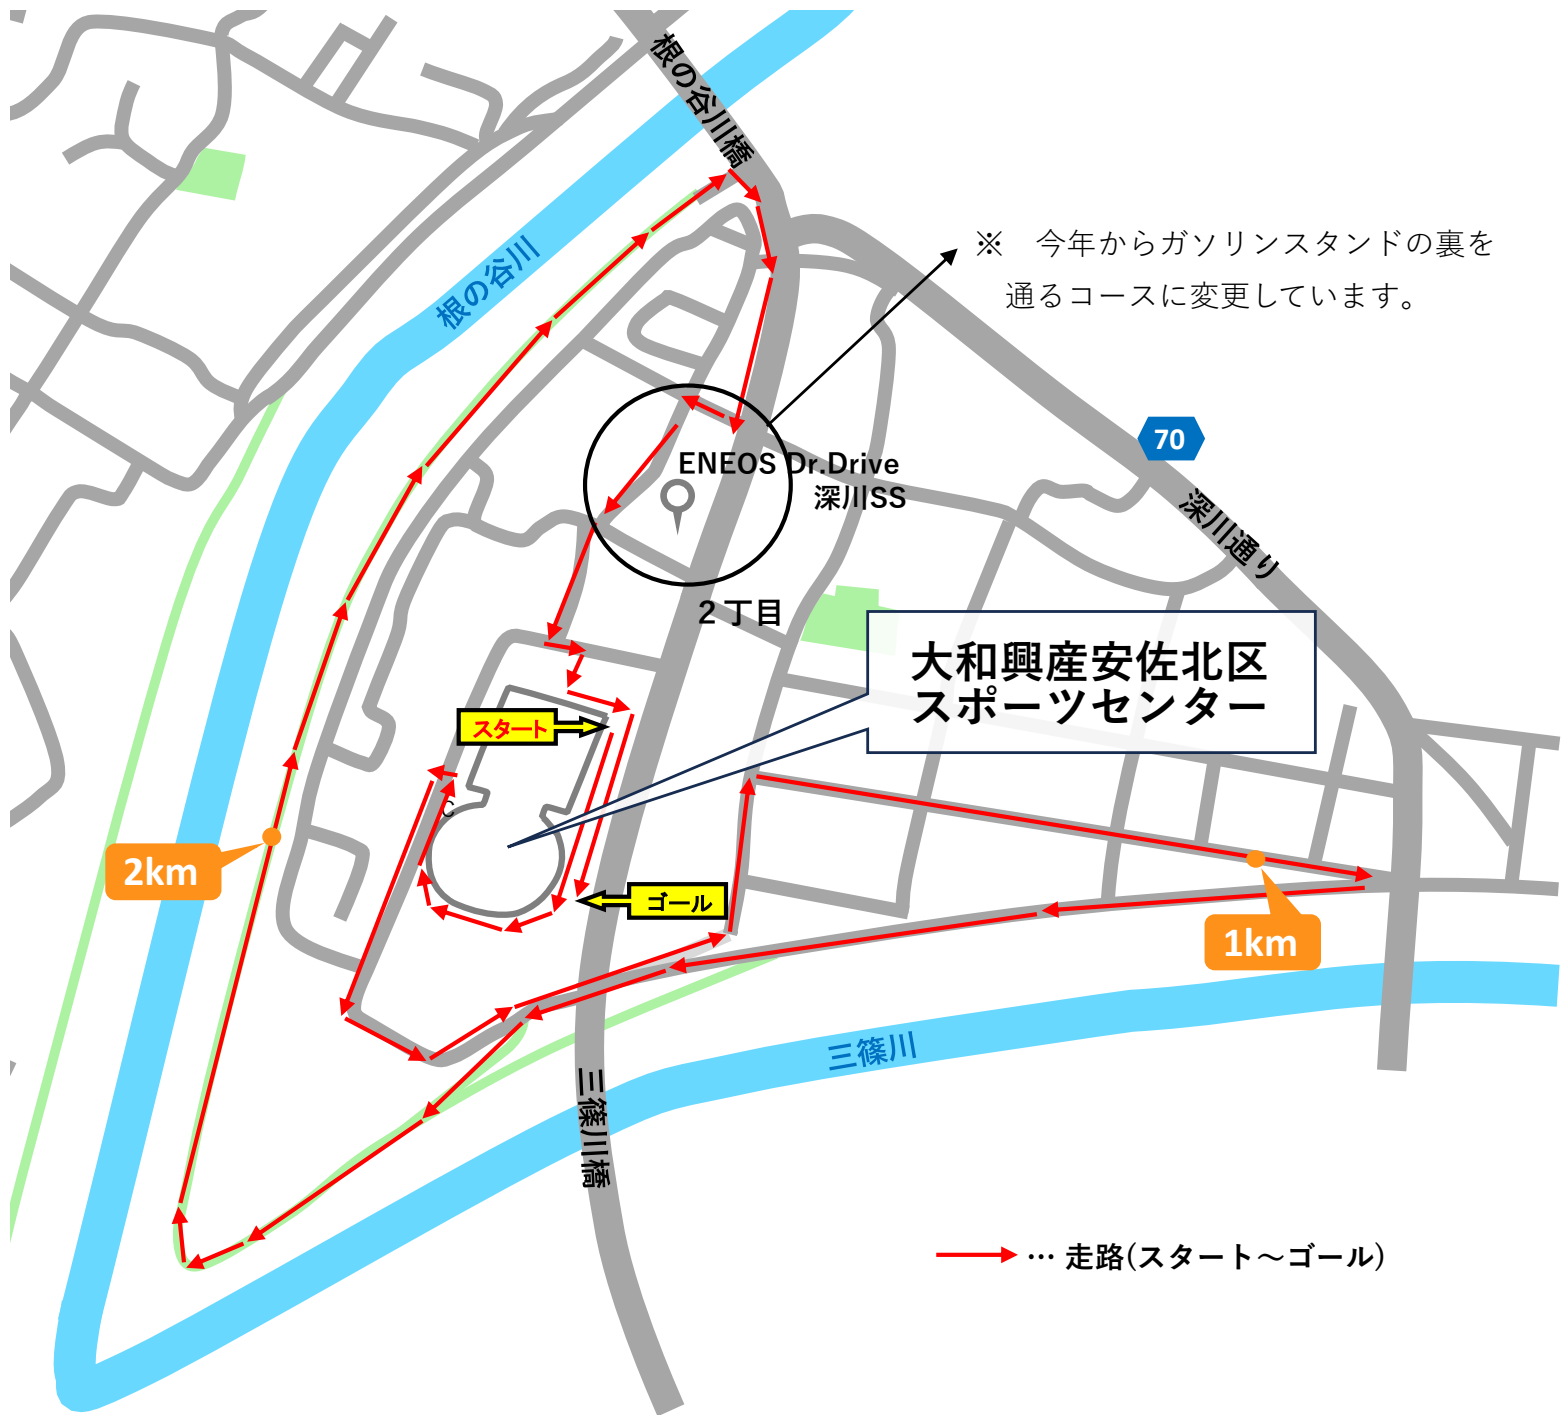 根の谷川橋
※　今年からガソリンスタンドの裏を
通るコースに変更しています。
根の谷川
70
ENEOS Dr.Drive
深川SS
深川通り
２丁目
大和興産安佐北区
スポーツセンター
スタート
C
2km
ゴール
1km
三篠川
三篠川橋
… 走路(スタート～ゴール)